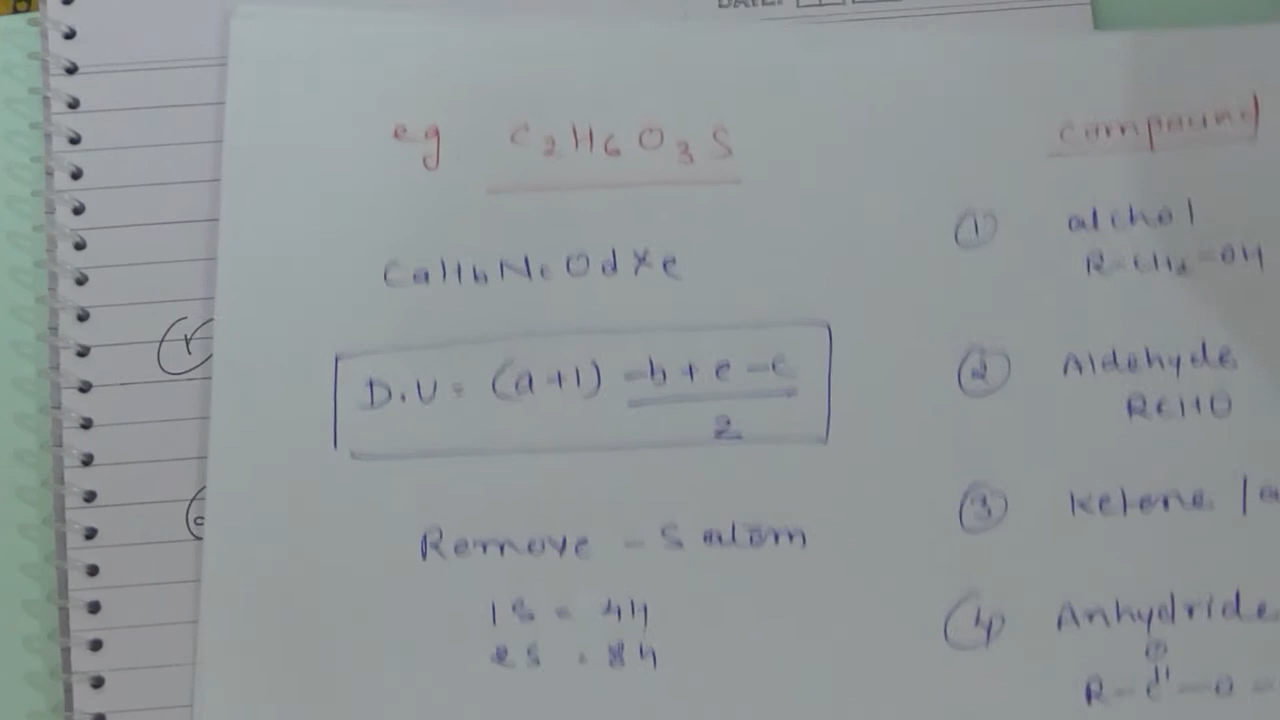 DATE:
eg C2H6O3S
CaHbNcOdXe
D.U = (a+1) -b+e-c
2
Remove - S atom
1S = 4H
2S = 8H
compound
① alchol
R-CH2-OH
② Aldehyde
RCHO
③ Ketone /
④ Anhydride
O
R-C-O-